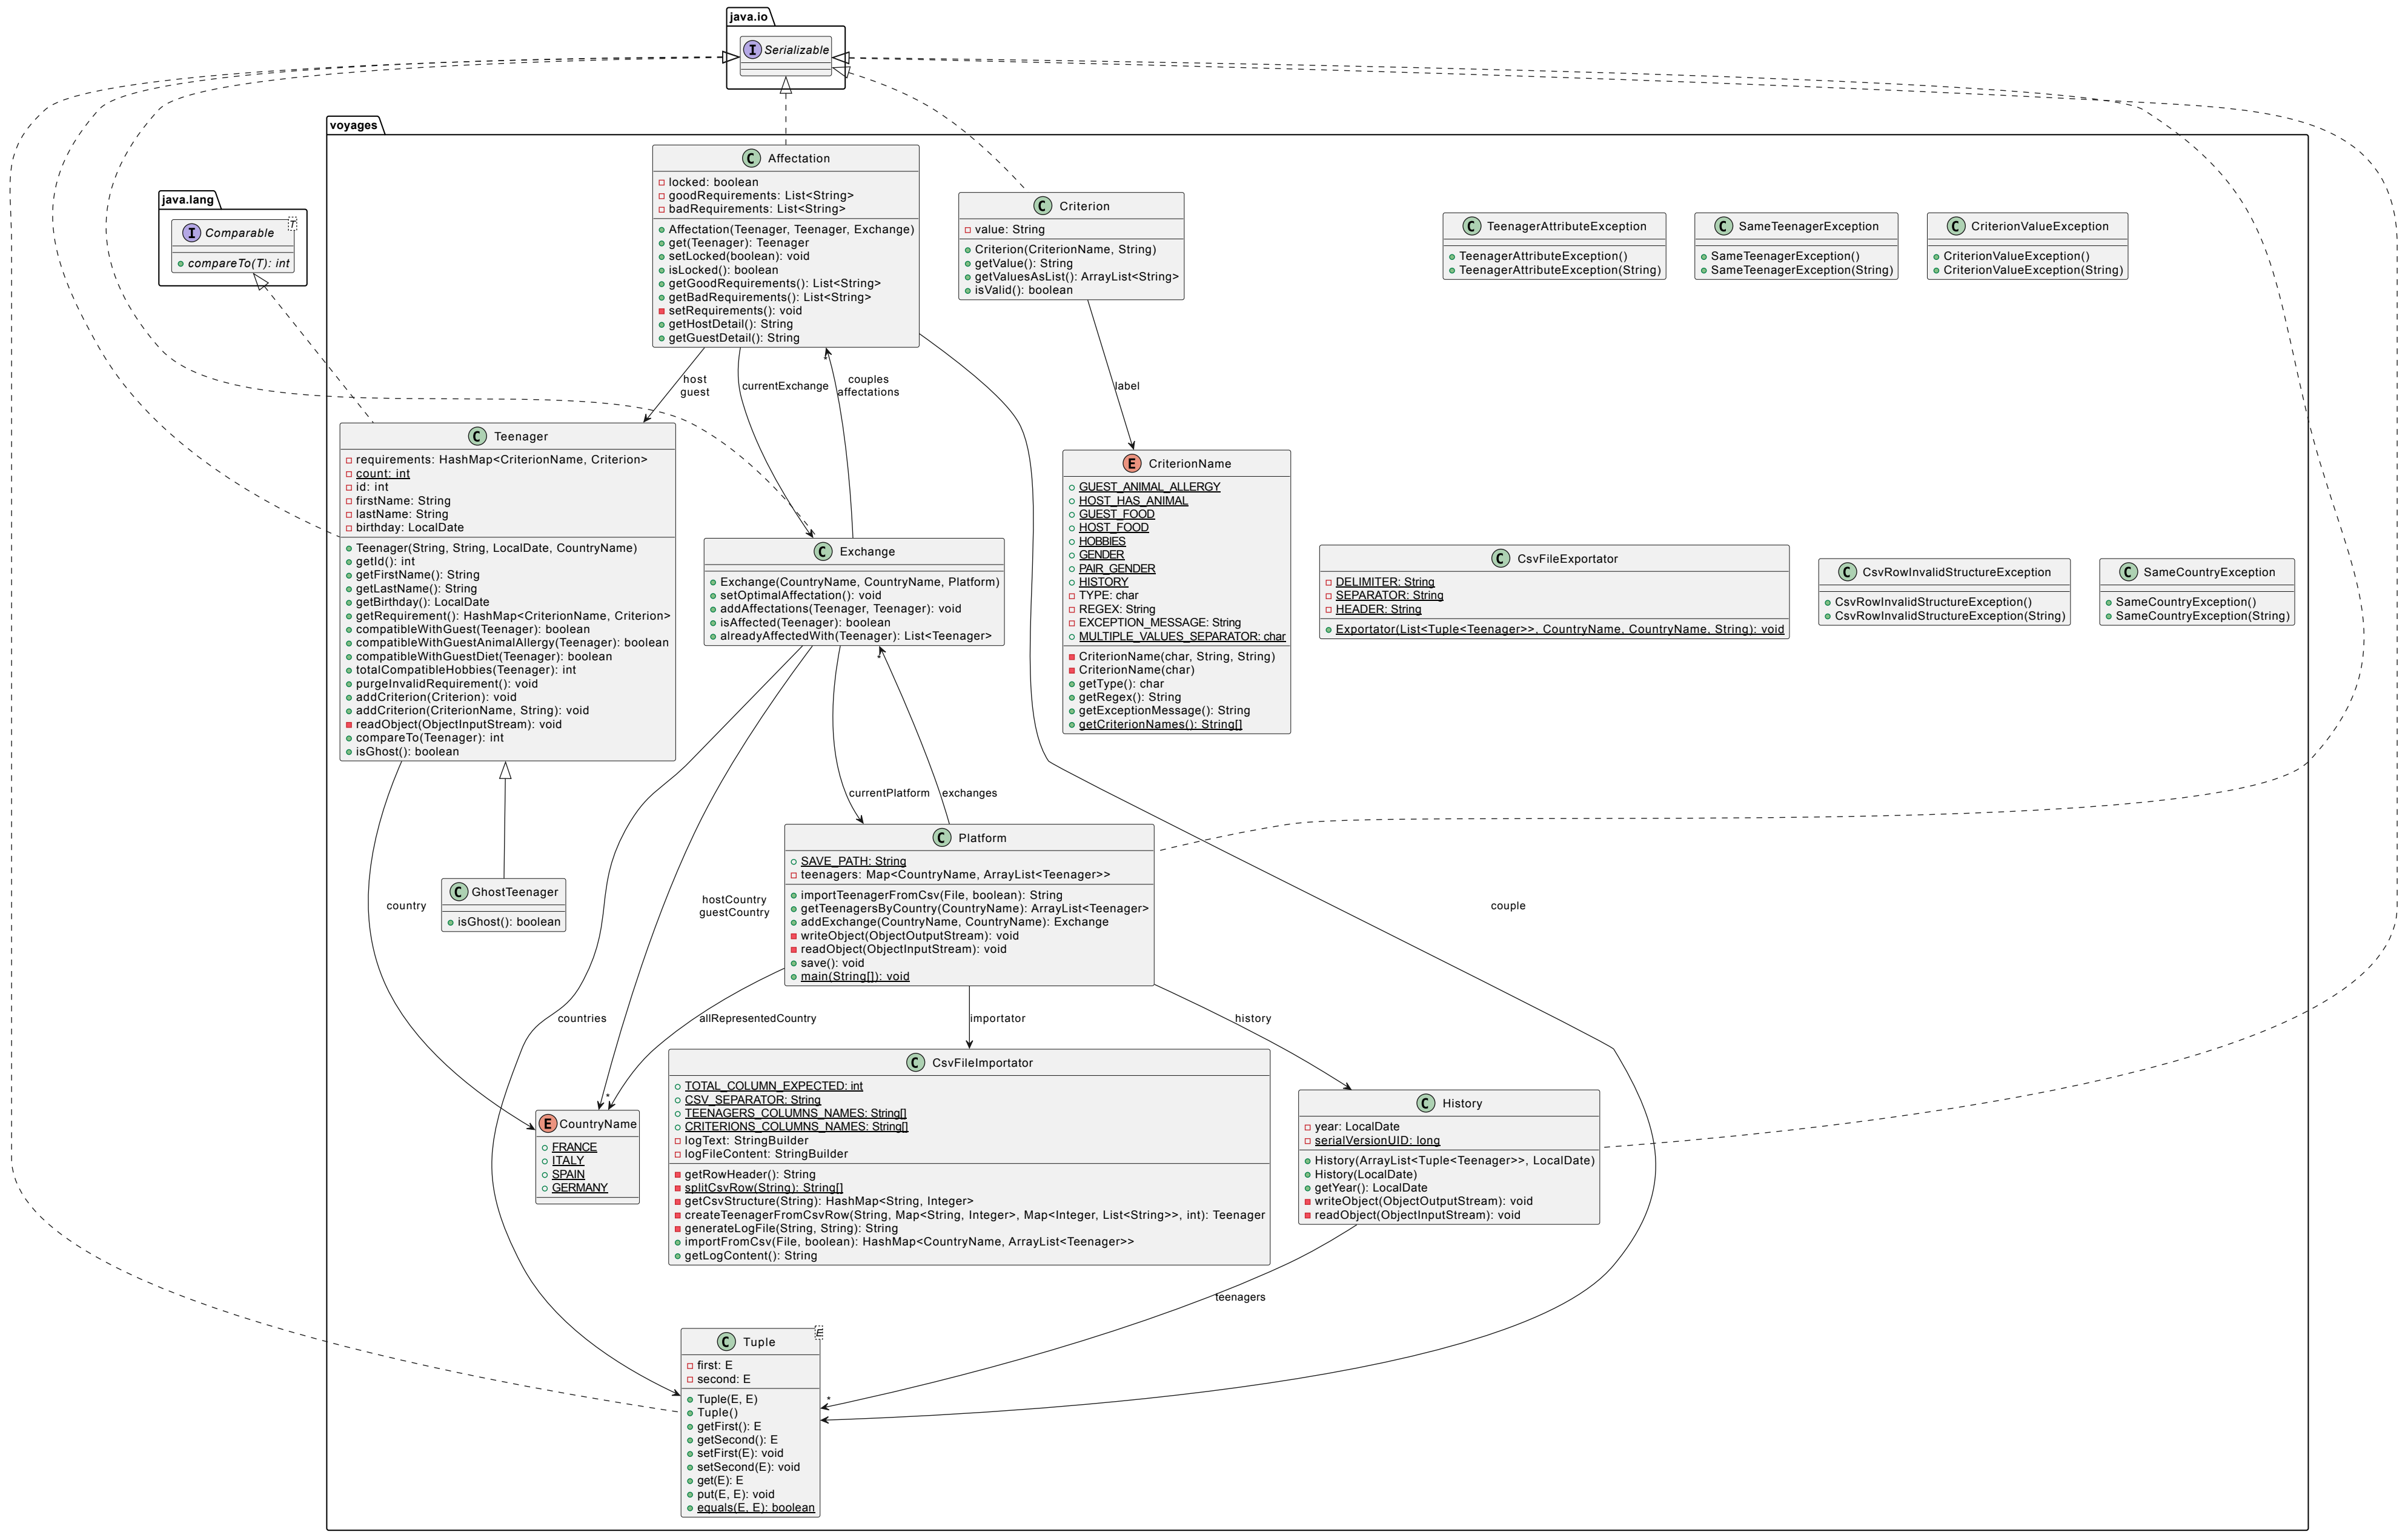 java.io
Serializable
voyages
java.lang
Comparable
T
compareTo(T): int
Affectation
locked: boolean
goodRequirements: List<String>
badRequirements: List<String>
Affectation(Teenager, Teenager, Exchange)
get(Teenager): Teenager
setLocked(boolean): void
isLocked(): boolean
getGoodRequirements(): List<String>
getBadRequirements(): List<String>
setRequirements(): void
getHostDetail(): String
getGuestDetail(): String
Criterion
value: String
Criterion(CriterionName, String)
getValue(): String
getValuesAsList(): ArrayList<String>
isValid(): boolean
TeenagerAttributeException
TeenagerAttributeException()
TeenagerAttributeException(String)
SameTeenagerException
SameTeenagerException()
SameTeenagerException(String)
CriterionValueException
CriterionValueException()
CriterionValueException(String)
host
guest
currentExchange
*
couples
affectations
label
Teenager
requirements: HashMap<CriterionName, Criterion>
count: int
id: int
firstName: String
lastName: String
birthday: LocalDate
Teenager(String, String, LocalDate, CountryName)
getId(): int
getFirstName(): String
getLastName(): String
getBirthday(): LocalDate
getRequirement(): HashMap<CriterionName, Criterion>
compatibleWithGuest(Teenager): boolean
compatibleWithGuestAnimalAllergy(Teenager): boolean
compatibleWithGuestDiet(Teenager): boolean
totalCompatibleHobbies(Teenager): int
purgeInvalidRequirement(): void
addCriterion(Criterion): void
addCriterion(CriterionName, String): void
readObject(ObjectInputStream): void
compareTo(Teenager): int
isGhost(): boolean
Exchange
Exchange(CountryName, CountryName, Platform)
setOptimalAffectation(): void
addAffectations(Teenager, Teenager): void
isAffected(Teenager): boolean
alreadyAffectedWith(Teenager): List<Teenager>
CriterionName
GUEST_ANIMAL_ALLERGY
HOST_HAS_ANIMAL
GUEST_FOOD
HOST_FOOD
HOBBIES
GENDER
PAIR_GENDER
HISTORY
TYPE: char
REGEX: String
EXCEPTION_MESSAGE: String
MULTIPLE_VALUES_SEPARATOR: char
CriterionName(char, String, String)
CriterionName(char)
getType(): char
getRegex(): String
getExceptionMessage(): String
getCriterionNames(): String[]
CsvFileExportator
DELIMITER: String
SEPARATOR: String
HEADER: String
Exportator(List<Tuple<Teenager>>, CountryName, CountryName, String): void
CsvRowInvalidStructureException
CsvRowInvalidStructureException()
CsvRowInvalidStructureException(String)
SameCountryException
SameCountryException()
SameCountryException(String)
*
currentPlatform
exchanges
Platform
SAVE_PATH: String
teenagers: Map<CountryName, ArrayList<Teenager>>
importTeenagerFromCsv(File, boolean): String
getTeenagersByCountry(CountryName): ArrayList<Teenager>
addExchange(CountryName, CountryName): Exchange
writeObject(ObjectOutputStream): void
readObject(ObjectInputStream): void
save(): void
main(String[]): void
GhostTeenager
isGhost(): boolean
country
hostCountry
guestCountry
couple
countries
allRepresentedCountry
importator
history
*
CountryName
FRANCE
ITALY
SPAIN
GERMANY
CsvFileImportator
TOTAL_COLUMN_EXPECTED: int
CSV_SEPARATOR: String
TEENAGERS_COLUMNS_NAMES: String[]
CRITERIONS_COLUMNS_NAMES: String[]
logText: StringBuilder
logFileContent: StringBuilder
getRowHeader(): String
splitCsvRow(String): String[]
getCsvStructure(String): HashMap<String, Integer>
createTeenagerFromCsvRow(String, Map<String, Integer>, Map<Integer, List<String>>, int): Teenager
generateLogFile(String, String): String
importFromCsv(File, boolean): HashMap<CountryName, ArrayList<Teenager>>
getLogContent(): String
History
year: LocalDate
serialVersionUID: long
History(ArrayList<Tuple<Teenager>>, LocalDate)
History(LocalDate)
getYear(): LocalDate
writeObject(ObjectOutputStream): void
readObject(ObjectInputStream): void
teenagers
*
Tuple
E
first: E
second: E
Tuple(E, E)
Tuple()
getFirst(): E
getSecond(): E
setFirst(E): void
setSecond(E): void
get(E): E
put(E, E): void
equals(E, E): boolean